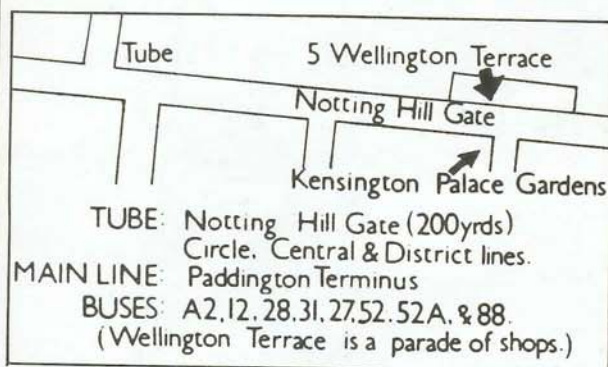 Tube
5 Wellington Terrace
Notting Hill Gate
Kensington Palace Gardens
TUBE: Notting Hill Gate (200yrds)
Circle, Central & District lines.
MAIN LINE: Paddington Terminus
BUSES: A2,12,28,31,27,52,52A, & 88.
(Wellington Terrace is a parade of shops.)